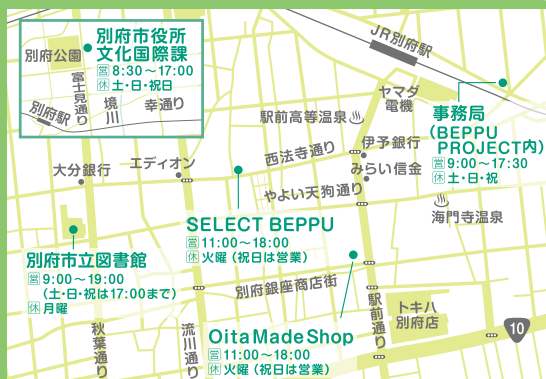 別府市役所
文化国際課
営 8:30〜17:00
休 土・日・祝日
別府公園
富士見通り
境川
幸通り
別府駅
JR別府駅
ヤマダ
電機
駅前高等温泉
事務局
(BEPPU
PROJECT内)
営 9:00〜17:30
休 土・日・祝
伊予銀行
西法寺通り
みらい信金
エディオン
大分銀行
やよい天狗通り
海門寺温泉
SELECT BEPPU
営 11:00〜18:00
休 火曜(祝日は営業)
別府市立図書館
営 9:00〜19:00
(土・日・祝は17:00まで)
休 月曜
別府銀座商店街
駅前通り
トキハ
別府店
10
秋葉通り
流川通り
Oita Made Shop
営 11:00〜18:00
休 火曜(祝日は営業)